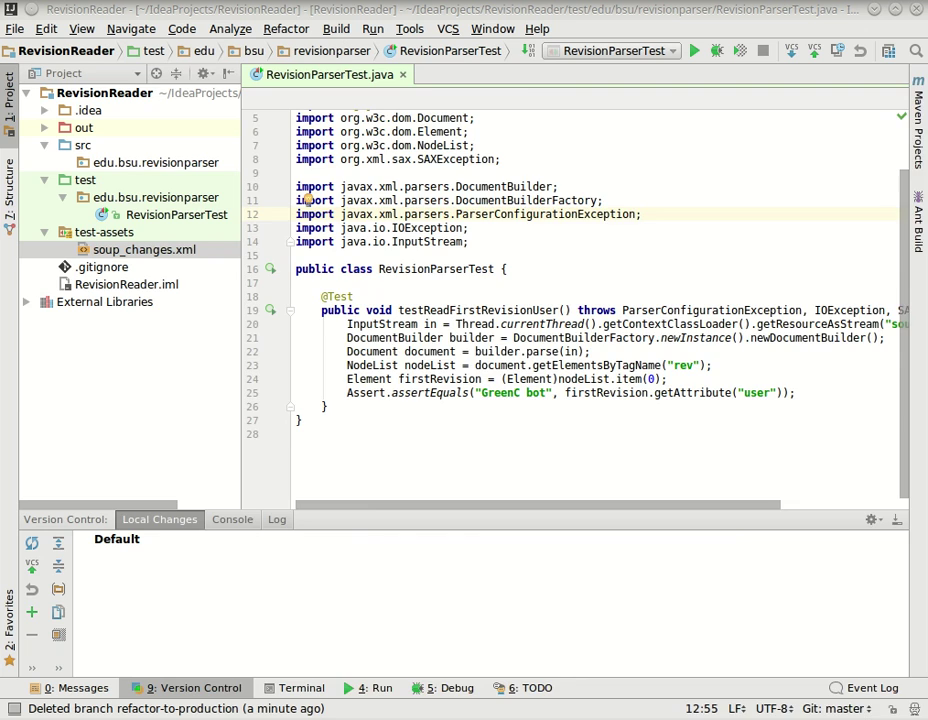 RevisionReader - [~/IdeaProjects/RevisionReader] - [RevisionReader] - ~/IdeaProjects/RevisionReader/test/edu/bsu/revisionparser/RevisionParserTest.java - I...
File Edit View Navigate Code Analyze Refactor Build Run Tools VCS Window Help
RevisionReader test edu bsu revisionparser RevisionParserTest RevisionParserTest VCS VCS
Project RevisionParserTest.java
1: Project
7: Structure
2: Favorites
RevisionReader ~/IdeaProjects/
.idea
out
src
edu.bsu.revisionparser
test
edu.bsu.revisionparser
RevisionParserTest
test-assets
soup_changes.xml
.gitignore
RevisionReader.iml
External Libraries
5 import org.w3c.dom.Document;
6 import org.w3c.dom.Element;
7 import org.w3c.dom.NodeList;
8 import org.xml.sax.SAXException;
9
10 import javax.xml.parsers.DocumentBuilder;
11 import javax.xml.parsers.DocumentBuilderFactory;
12 import javax.xml.parsers.ParserConfigurationException;
13 import java.io.IOException;
14 import java.io.InputStream;
15
16 public class RevisionParserTest {
17
18 @Test
19 public void testReadFirstRevisionUser() throws ParserConfigurationException, IOException, SA
20 InputStream in = Thread.currentThread().getContextClassLoader().getResourceAsStream("sou
21 DocumentBuilder builder = DocumentBuilderFactory.newInstance().newDocumentBuilder();
22 Document document = builder.parse(in);
23 NodeList nodeList = document.getElementsByTagName("rev");
24 Element firstRevision = (Element)nodeList.item(0);
25 Assert.assertEquals("GreenC bot", firstRevision.getAttribute("user"));
26 }
27 }
28
Maven Projects
Ant Build
Version Control: Local Changes Console Log
Default
VCS
0: Messages 9: Version Control Terminal 4: Run 5: Debug 6: TODO Event Log
Deleted branch refactor-to-production (a minute ago) 12:55 LF UTF-8 Git: master